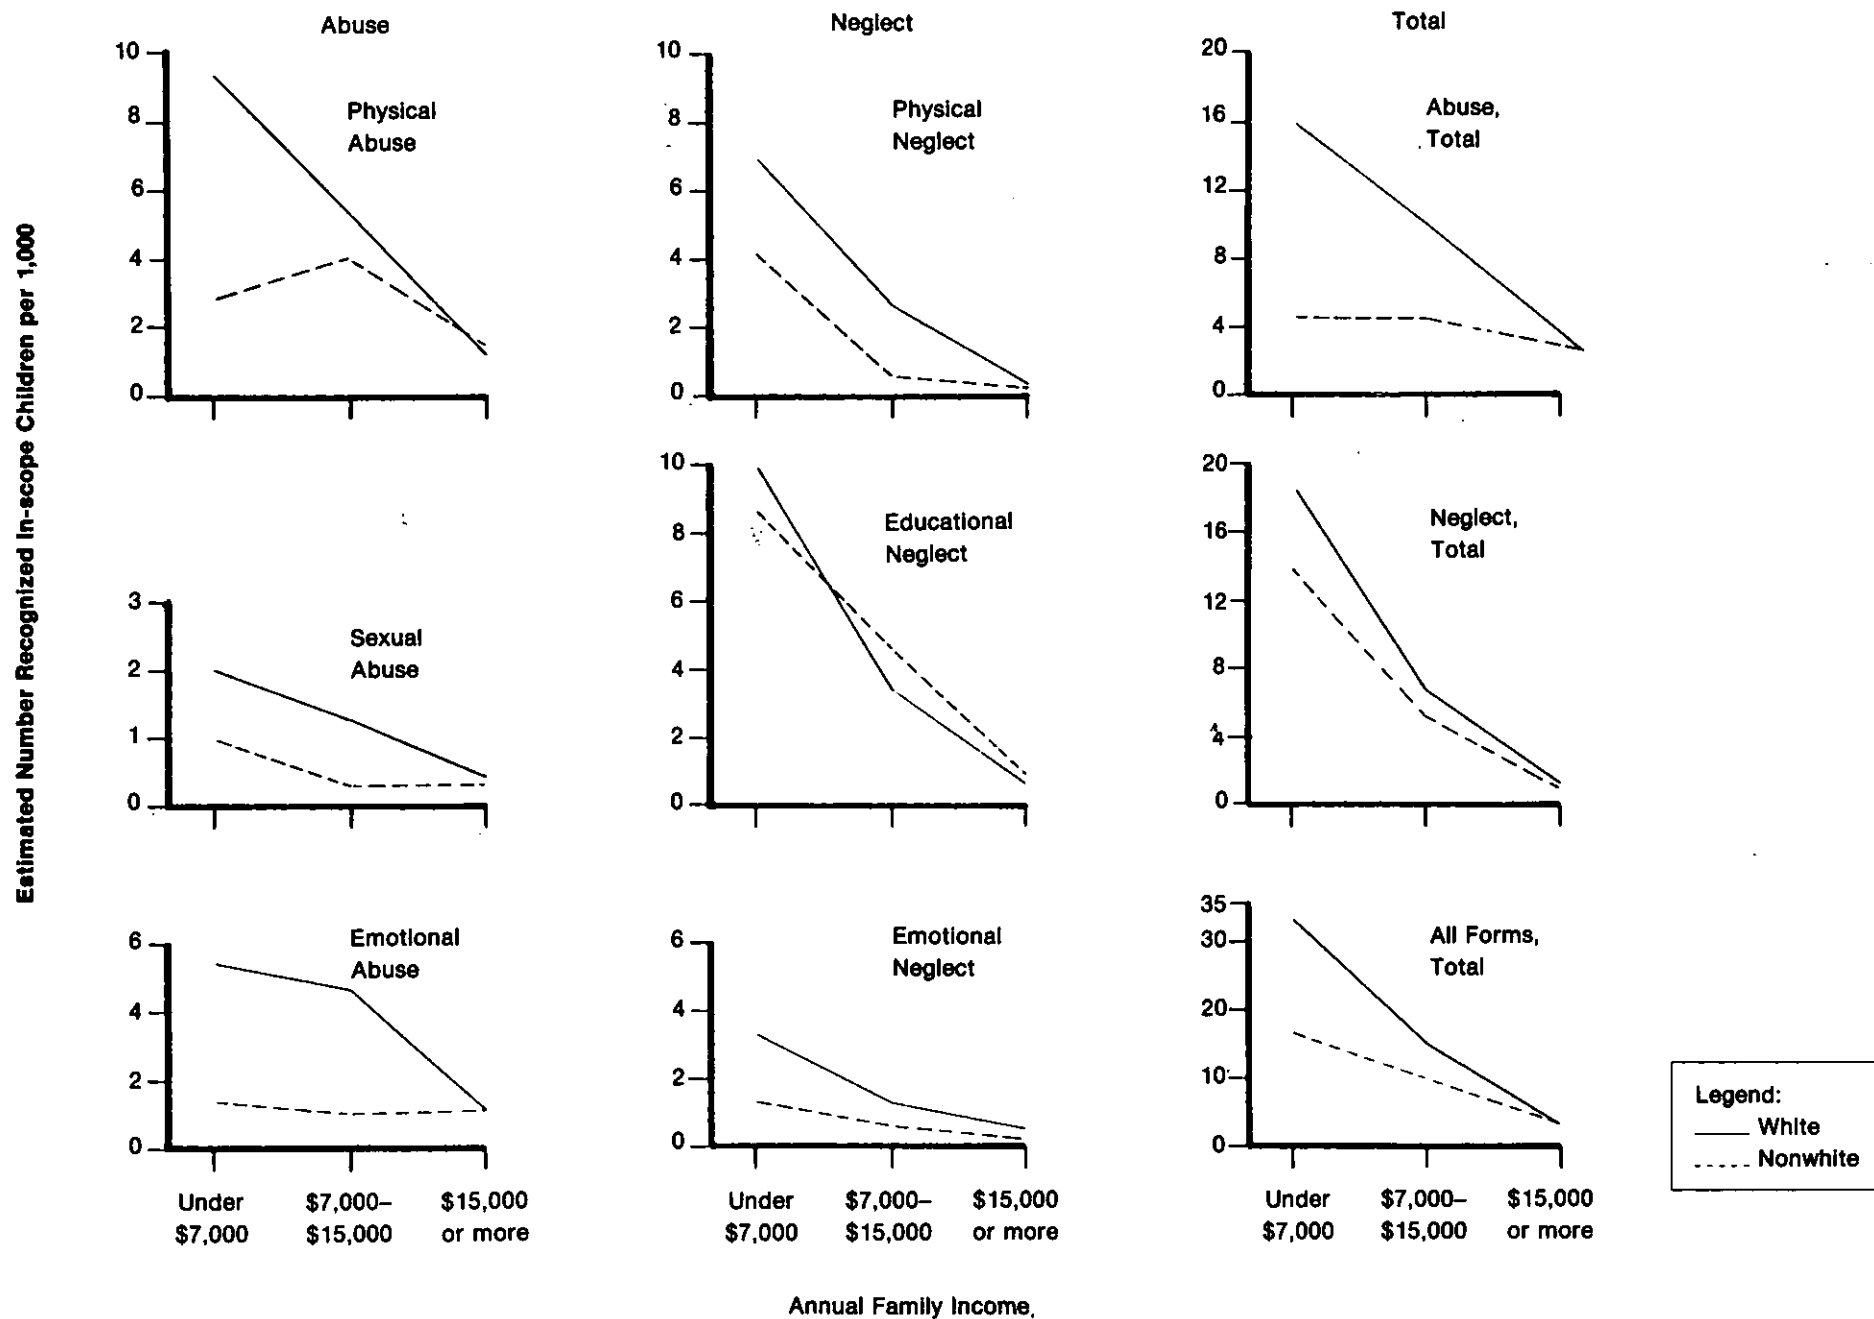 Estimated Number Recognized In-scope Children per 1,000
Abuse
10
8
6
4
2
0
Physical
Abuse
Neglect
10
8
6
4
2
0
Physical
Neglect
Total
20
16
12
8
4
0
Abuse,
Total
3
2
1
0
Sexual
Abuse
10
8
6
4
2
0
Educational
Neglect
20
16
12
8
4
0
Neglect,
Total
6
4
2
0
Emotional
Abuse
6
4
2
0
Emotional
Neglect
35
30
20
10
0
All Forms,
Total
Legend:
White
Nonwhite
Under
$7,000
$7,000–
$15,000
$15,000
or more
Under
$7,000
$7,000–
$15,000
$15,000
or more
Under
$7,000
$7,000–
$15,000
$15,000
or more
Annual Family Income,